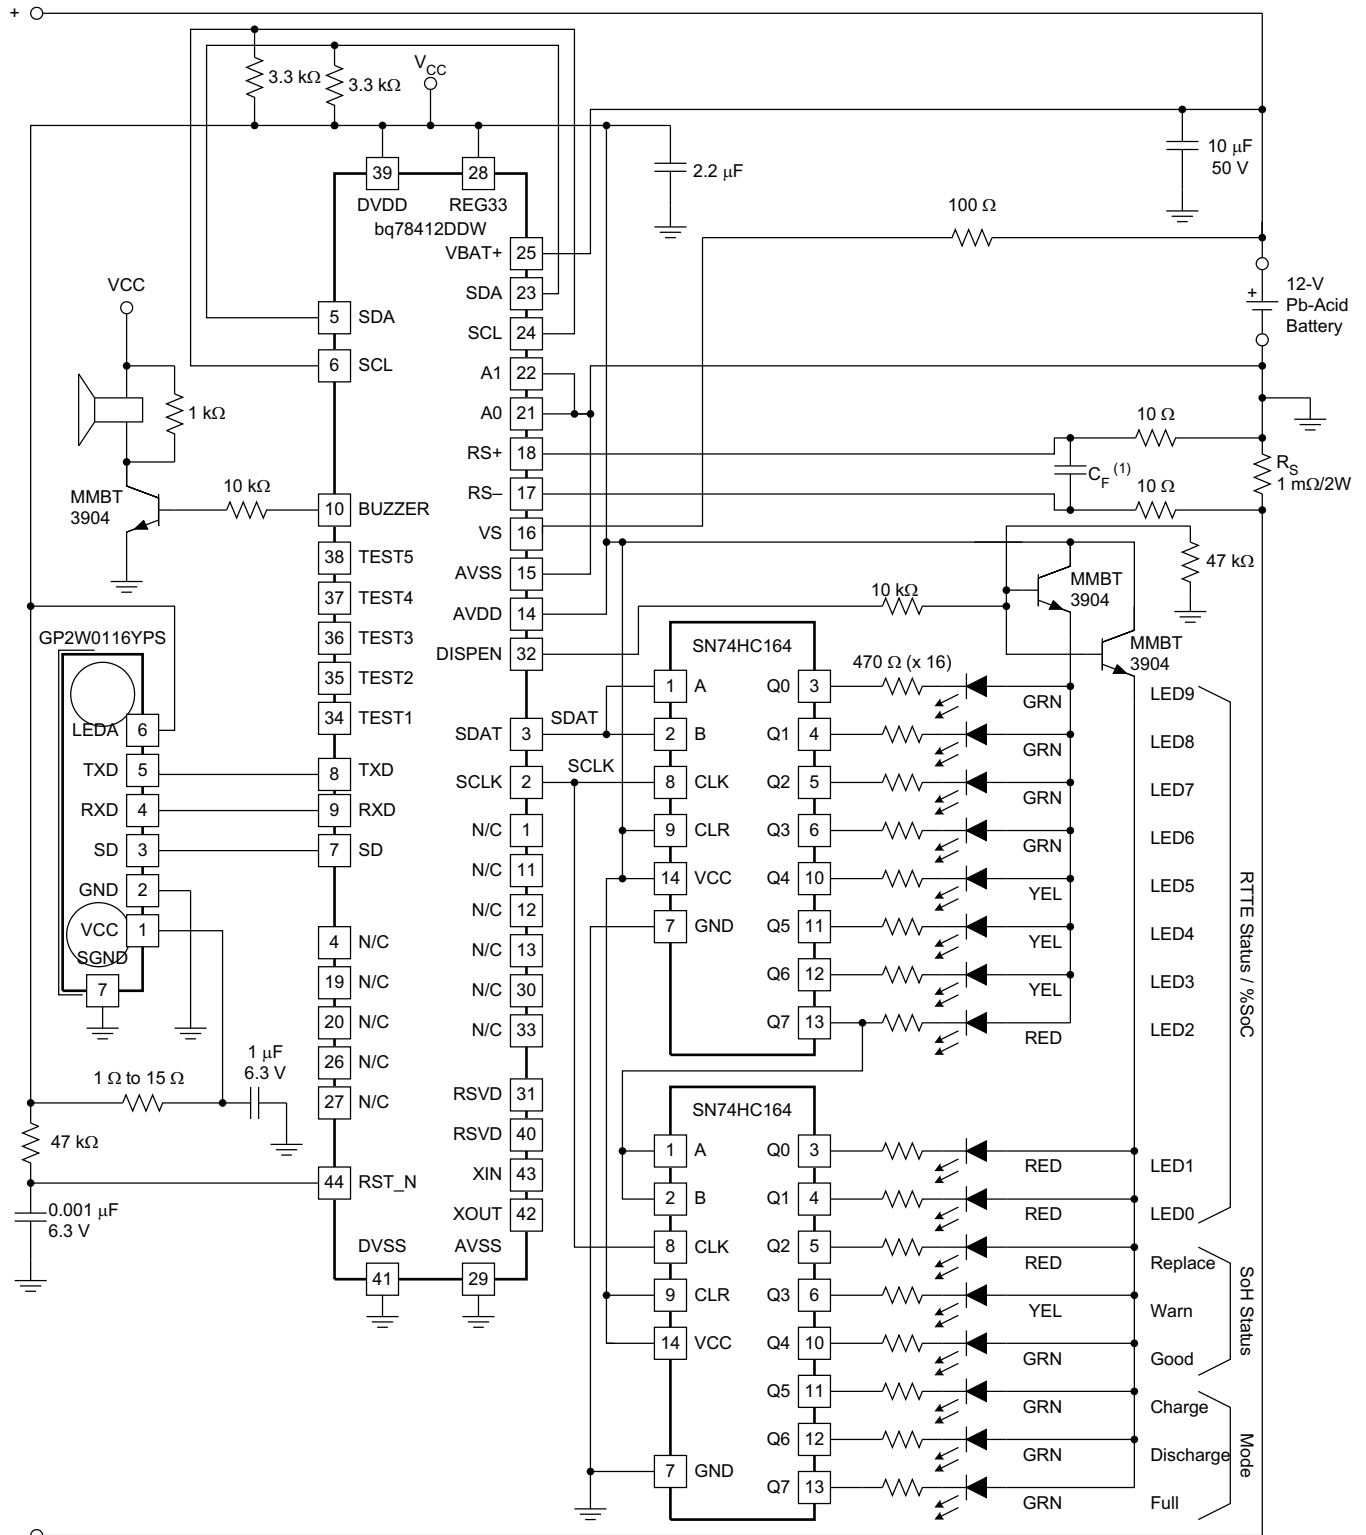 +
3.3 kΩ
3.3 kΩ
VCC
10 μF
50 V
2.2 μF
39
28
DVDD
REG33
bq78412DDW
100 Ω
VBAT+ 25
SDA 23
SCL 24
A1 22
A0 21
RS+ 18
RS– 17
VS 16
AVSS 15
AVDD 14
DISPEN 32
12-V
+
Pb-Acid
Battery
VCC
5 SDA
6 SCL
1 kΩ
10 Ω
CF (1)
RS
1 mΩ/2W
10 Ω
MMBT
3904
10 kΩ
10 BUZZER
38 TEST5
37 TEST4
36 TEST3
35 TEST2
34 TEST1
47 kΩ
MMBT
3904
10 kΩ
MMBT
3904
GP2W0116YPS
LEDA 6
TXD 5
RXD 4
SD 3
GND 2
VCC 1
SGND
7
8 TXD
9 RXD
7 SD
4 N/C
19 N/C
20 N/C
26 N/C
27 N/C
44 RST_N
SDAT 3
SDAT
SCLK 2
SCLK
N/C 1
N/C 11
N/C 12
N/C 13
N/C 30
N/C 33
RSVD 31
RSVD 40
XIN 43
XOUT 42
DVSS
AVSS
41
29
1 Ω to 15 Ω
1 μF
6.3 V
47 kΩ
0.001 μF
6.3 V
SN74HC164
470 Ω (x 16)
1 A Q0 3 GRN LED9
2 B Q1 4 GRN LED8
8 CLK Q2 5 GRN LED7
9 CLR Q3 6 GRN LED6
14 VCC Q4 10 YEL LED5
7 GND Q5 11 YEL LED4
Q6 12 YEL LED3
Q7 13 RED LED2
RTTE Status / %SoC
SN74HC164
1 A Q0 3 RED LED1
2 B Q1 4 RED LED0
8 CLK Q2 5 RED Replace
9 CLR Q3 6 YEL Warn
14 VCC Q4 10 GRN Good
SoH Status
Q5 11 GRN Charge
Q6 12 GRN Discharge
7 GND Q7 13 GRN Full
Mode